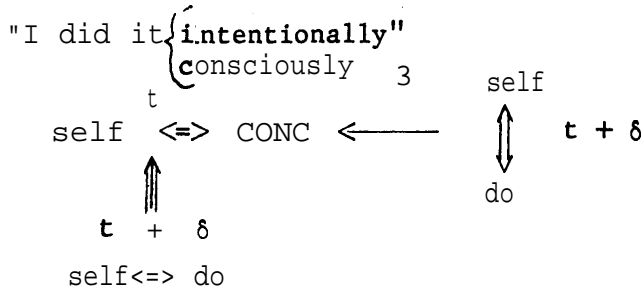 "I did it { intentionally"
consciously
t 3 self
self <=> CONC ⟵ ⇕ t + δ
do
⇑
t + δ
self<=> do